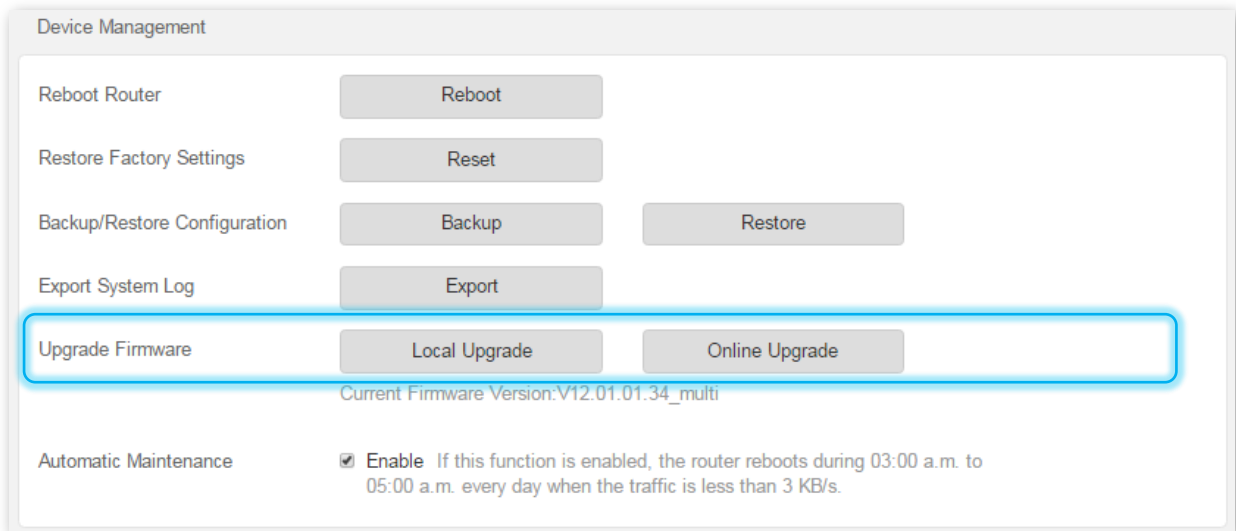 Device Management
Reboot Router Reboot
Restore Factory Settings Reset
Backup/Restore Configuration Backup Restore
Export System Log Export
Upgrade Firmware Local Upgrade Online Upgrade
Current Firmware Version:V12.01.01.34_multi
Automatic Maintenance Enable If this function is enabled, the router reboots during 03:00 a.m. to
05:00 a.m. every day when the traffic is less than 3 KB/s.